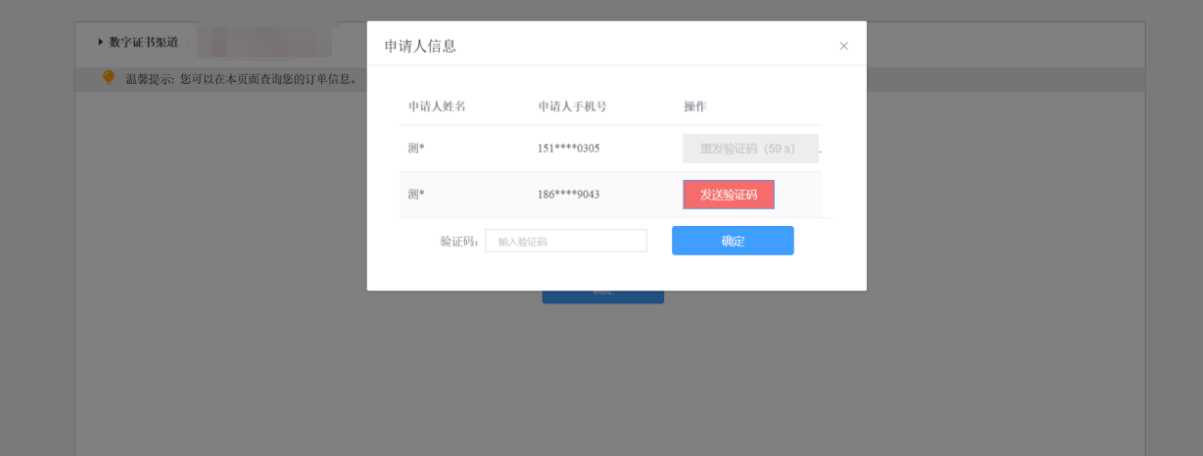 数字证书渠道
温馨提示: 您可以在本页面查询您的订单信息。
申请人信息
×
申请人姓名 申请人手机号 操作
测* 151****0305 重发验证码（59 s）
测* 186****9043 发送验证码
验证码: 输入验证码 确定